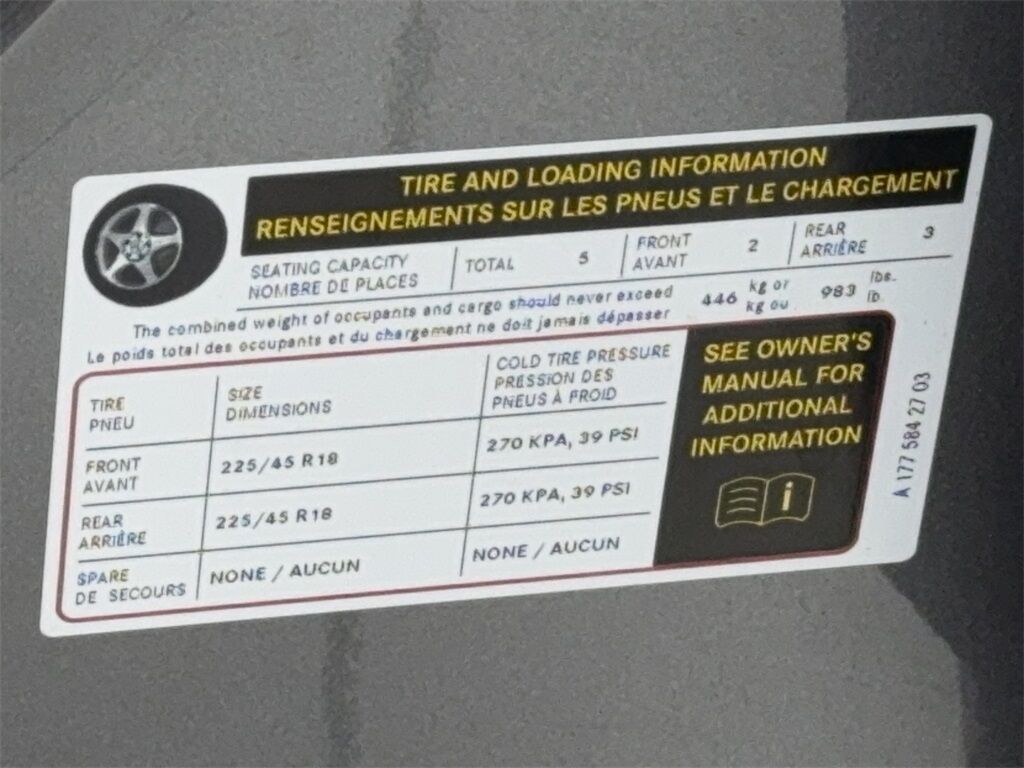 TIRE AND LOADING INFORMATION
RENSEIGNEMENTS SUR LES PNEUS ET LE CHARGEMENT
SEATING CAPACITY
NOMBRE DE PLACES
TOTAL 5
FRONT
AVANT
2
REAR
ARRIÈRE
3
The combined weight of occupants and cargo should never exceed
Le poids total des occupants et du chargement ne doit jamais dépasser
446 kg or
kg ou
983 lbs.
lb.
TIRE
PNEU
SIZE
DIMENSIONS
COLD TIRE PRESSURE
PRESSION DES
PNEUS À FROID
FRONT
AVANT
225/45 R18
270 KPA, 39 PSI
REAR
ARRIÈRE
225/45 R18
270 KPA, 39 PSI
SPARE
DE SECOURS
NONE / AUCUN
NONE / AUCUN
SEE OWNER'S
MANUAL FOR
ADDITIONAL
INFORMATION
i
A 177 584 27 03